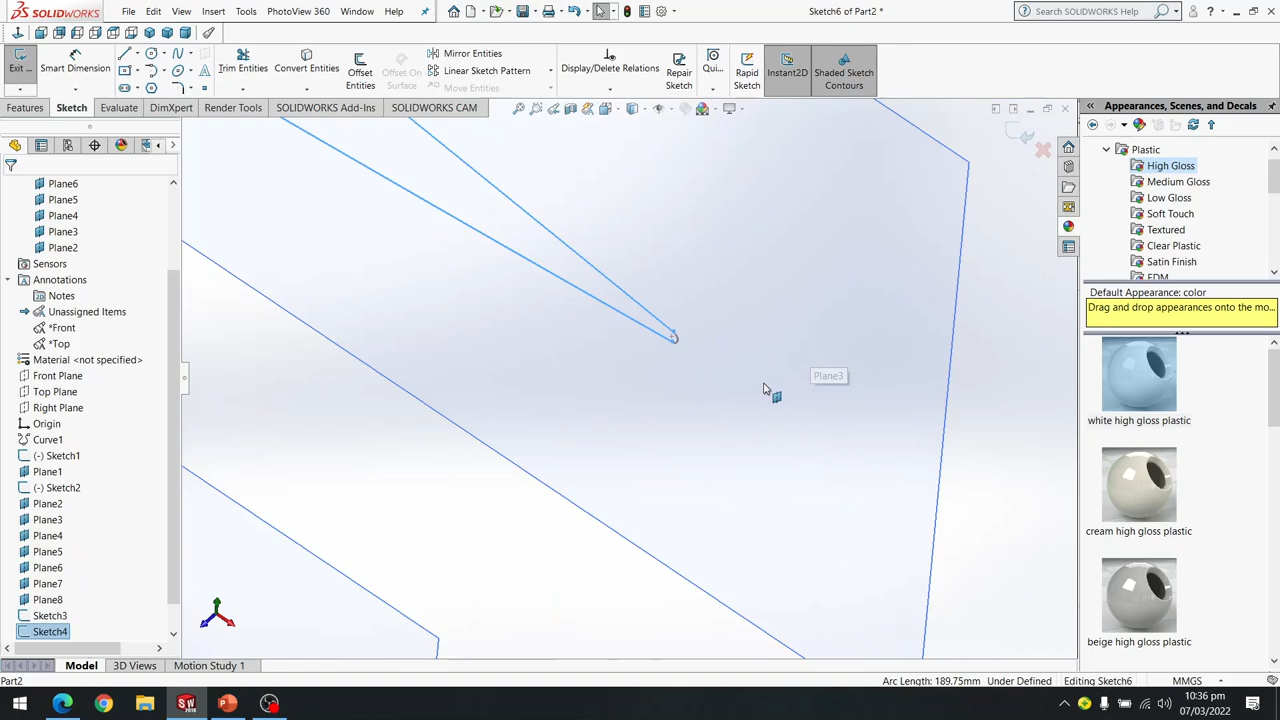 SOLIDWORKS File Edit View Insert Tools PhotoView 360 Window Help Sketch6 of Part2 * Search SOLIDWORKS Help
Exit ... Smart Dimension Trim Entities Convert Entities Offset Entities Offset On Surface Mirror Entities Linear Sketch Pattern Move Entities Display/Delete Relations Repair Sketch Qui... Rapid Sketch Instant2D Shaded Sketch Contours
Features Sketch Evaluate DimXpert Render Tools SOLIDWORKS Add-Ins SOLIDWORKS CAM
Appearances, Scenes, and Decals
Plane6
Plane5
Plane4
Plane3
Plane2
Sensors
Annotations
Notes
Unassigned Items
*Front
*Top
Material <not specified>
Front Plane
Top Plane
Right Plane
Origin
Curve1
(-) Sketch1
Plane1
(-) Sketch2
Plane2
Plane3
Plane4
Plane5
Plane6
Plane7
Plane8
Sketch3
Sketch4
Plane3
Plastic
High Gloss
Medium Gloss
Low Gloss
Soft Touch
Textured
Clear Plastic
Satin Finish
EDM
Default Appearance: color
Drag and drop appearances onto the mo...
white high gloss plastic
cream high gloss plastic
beige high gloss plastic
Model 3D Views Motion Study 1
Part2 Arc Length: 189.75mm Under Defined Editing Sketch6 MMGS
10:36 pm
07/03/2022